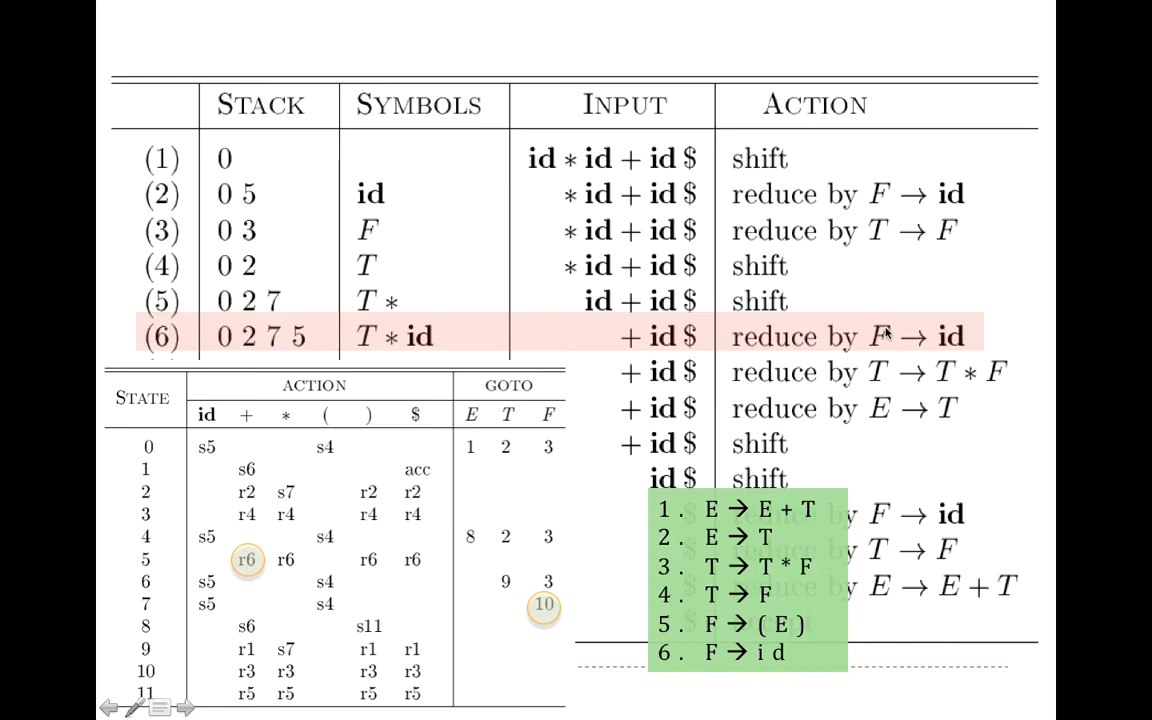 STACK SYMBOLS INPUT ACTION
(1) 0 id * id + id $ shift
(2) 0 5 id * id + id $ reduce by F → id
(3) 0 3 F * id + id $ reduce by T → F
(4) 0 2 T * id + id $ shift
(5) 0 2 7 T * id + id $ shift
(6) 0 2 7 5 T * id + id $ reduce by F → id
+ id $ reduce by T → T * F
+ id $ reduce by E → T
+ id $ shift
id $ shift
y F → id
y T → F
E → E + T
STATE ACTION GOTO
id + * ( ) $ E T F
0 s5 s4 1 2 3
1 s6 acc
2 r2 s7 r2 r2
3 r4 r4 r4 r4
4 s5 s4 8 2 3
5 r6 r6 r6 r6
6 s5 s4 9 3
7 s5 s4 10
8 s6 s11
9 r1 s7 r1 r1
10 r3 r3 r3 r3
11 r5 r5 r5 r5
1. E → E + T
2. E → T
3. T → T * F
4. T → F
5. F → ( E )
6. F → i d